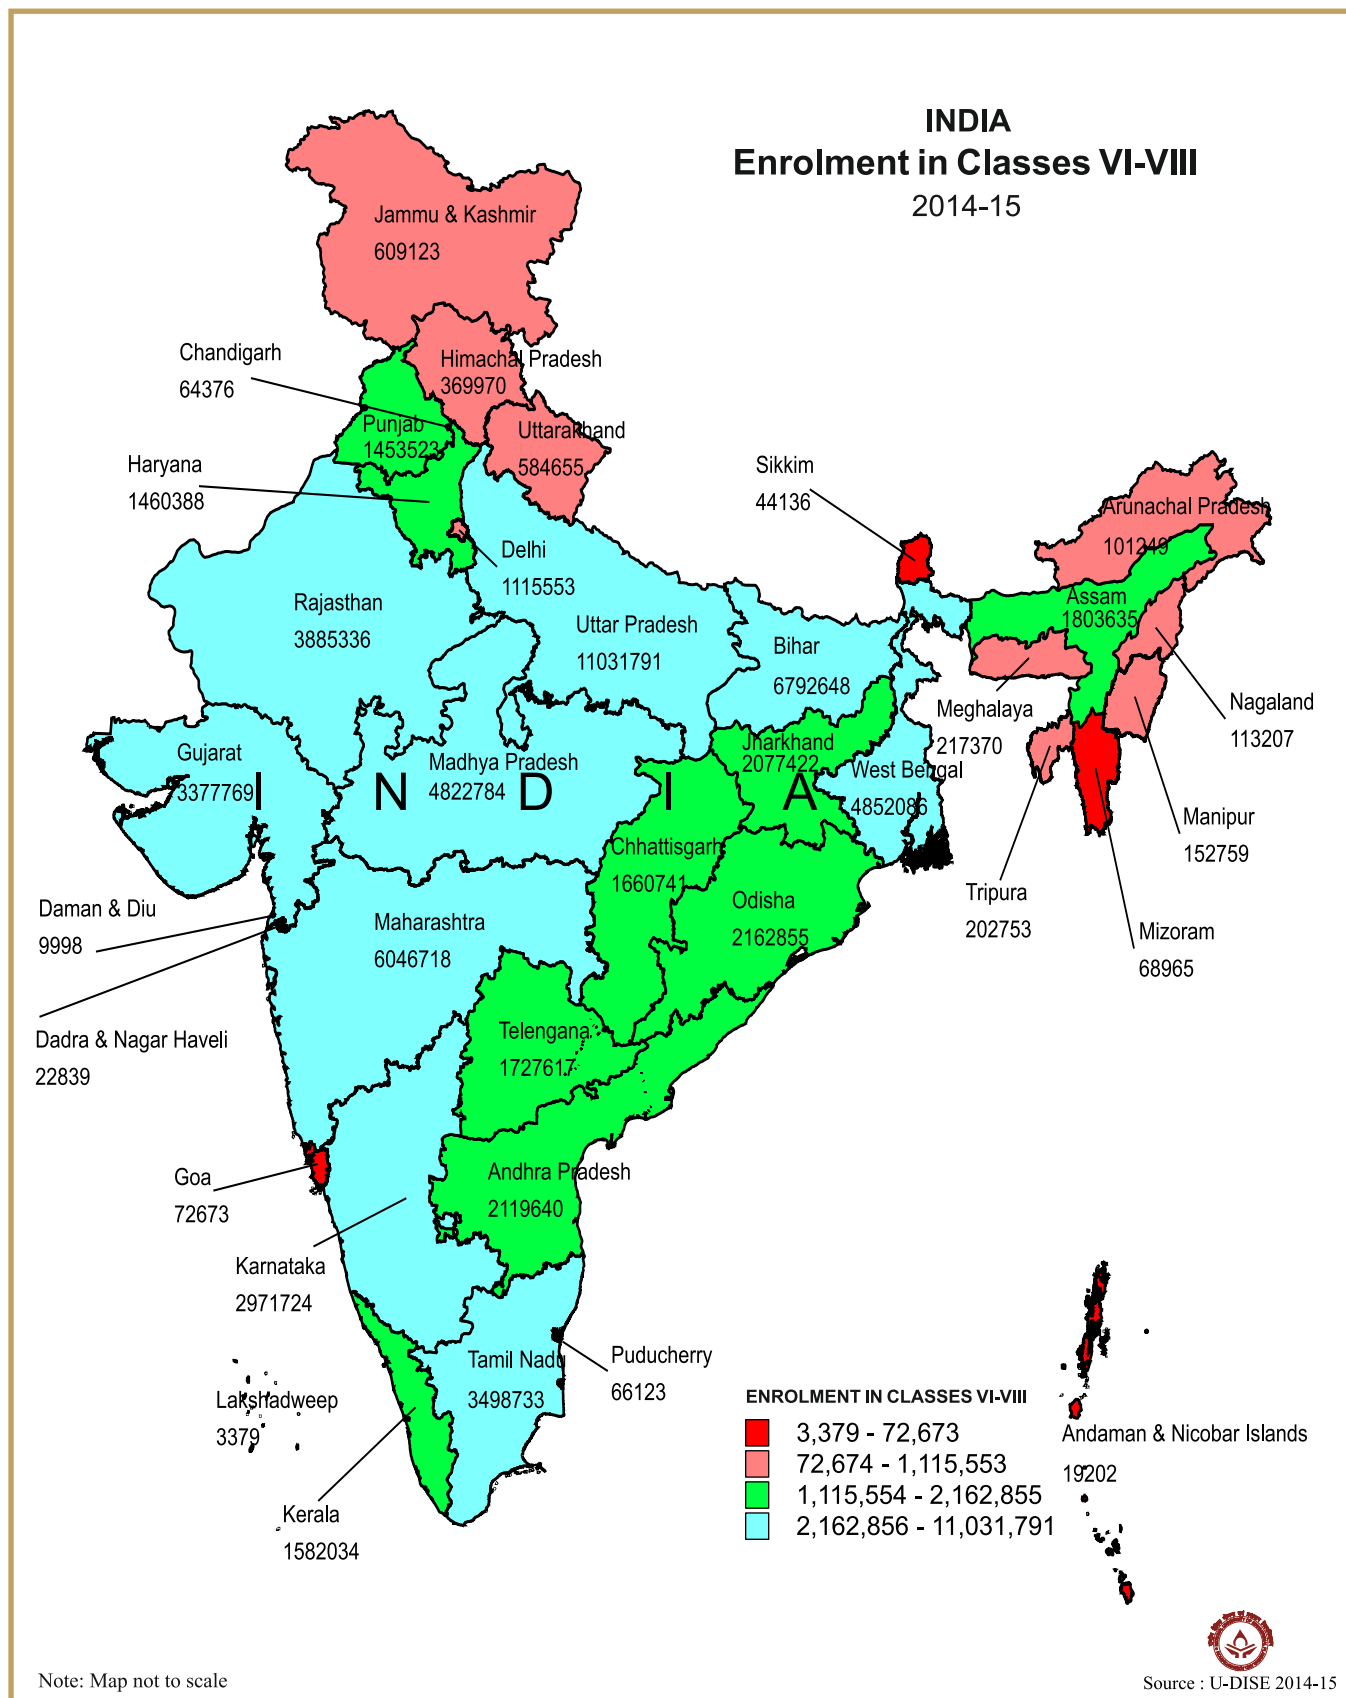 INDIA
Enrolment in Classes VI-VIII
2014-15
Jammu & Kashmir
609123
Chandigarh
64376
Himachal Pradesh
369970
Punjab
1453523
Uttarakhand
584655
Haryana
1460388
Sikkim
44136
Arunachal Pradesh
101249
Delhi
1115553
Assam
1803635
Rajasthan
3885336
Uttar Pradesh
11031791
Bihar
6792648
Meghalaya
217370
Nagaland
113207
Gujarat
3377769
Madhya Pradesh
4822784
Jharkhand
2077422
West Bengal
4852086
I N D I A
Manipur
152759
Chhattisgarh
1660741
Tripura
202753
Odisha
2162855
Daman & Diu
9998
Maharashtra
6046718
Mizoram
68965
Dadra & Nagar Haveli
22839
Telengana
1727617
Goa
72673
Andhra Pradesh
2119640
Karnataka
2971724
Tamil Nadu
3498733
Puducherry
66123
Lakshadweep
3379
Kerala
1582034
Andaman & Nicobar Islands
19202
ENROLMENT IN CLASSES VI-VIII
3,379 - 72,673
72,674 - 1,115,553
1,115,554 - 2,162,855
2,162,856 - 11,031,791
Note: Map not to scale
Source : U-DISE 2014-15